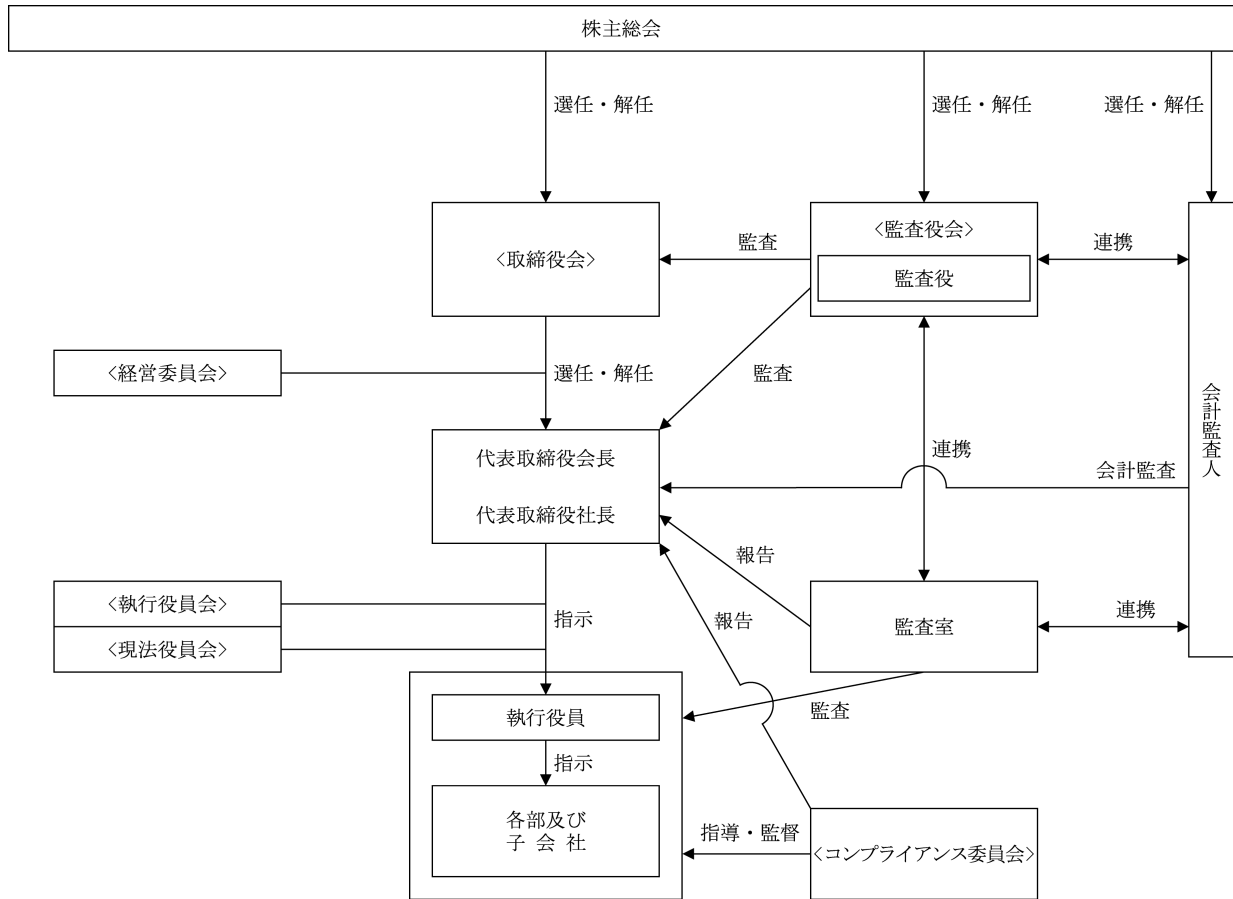 株主総会
選任・解任
選任・解任
選任・解任
<取締役会>
監査
<監査役会>
監査役
連携
<経営委員会>
選任・解任
監査
会計監査人
代表取締役会長
代表取締役社長
連携
会計監査
報告
<執行役員会>
<現法役員会>
指示
報告
監査室
連携
執行役員
監査
指示
各部及び
子 会 社
指導・監督
<コンプライアンス委員会>